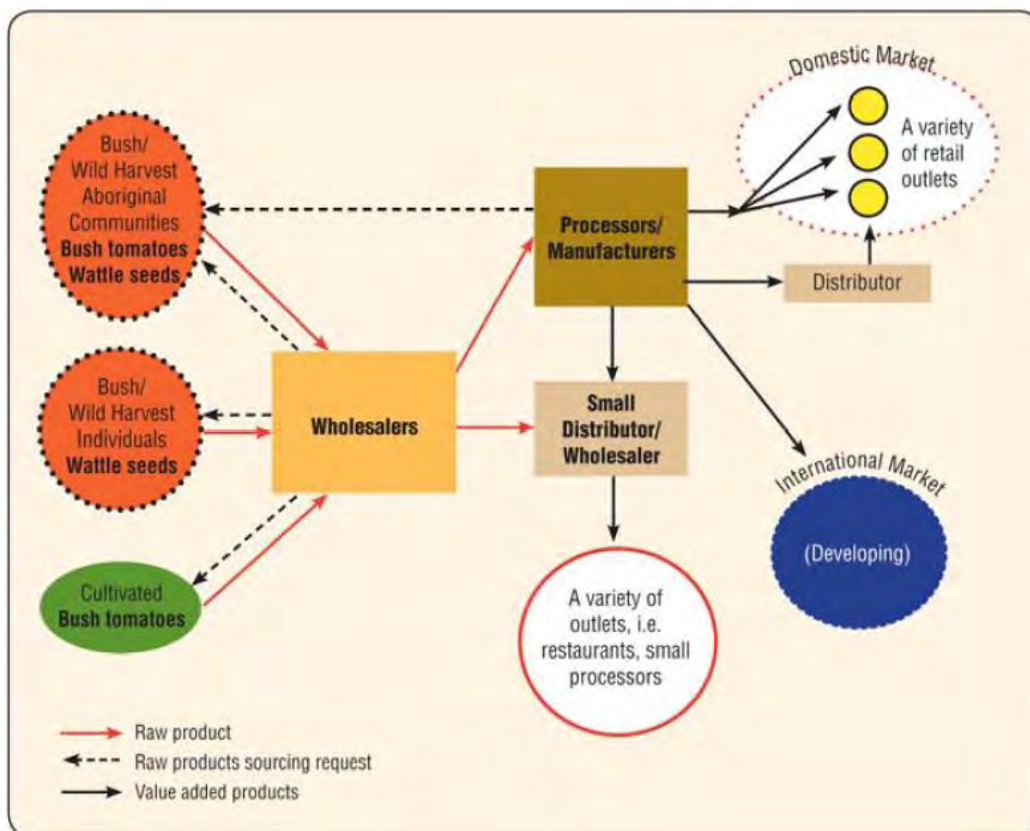 Bush/
Wild Harvest
Aboriginal
Communities
Bush tomatoes
Wattle seeds
Processors/
Manufacturers
Domestic Market
A variety
of retail
outlets
Distributor
Bush/
Wild Harvest
Individuals
Wattle seeds
Wholesalers
Small
Distributor/
Wholesaler
International Market
(Developing)
Cultivated
Bush tomatoes
A variety of
outlets, i.e.
restaurants, small
processors
Raw product
Raw products sourcing request
Value added products